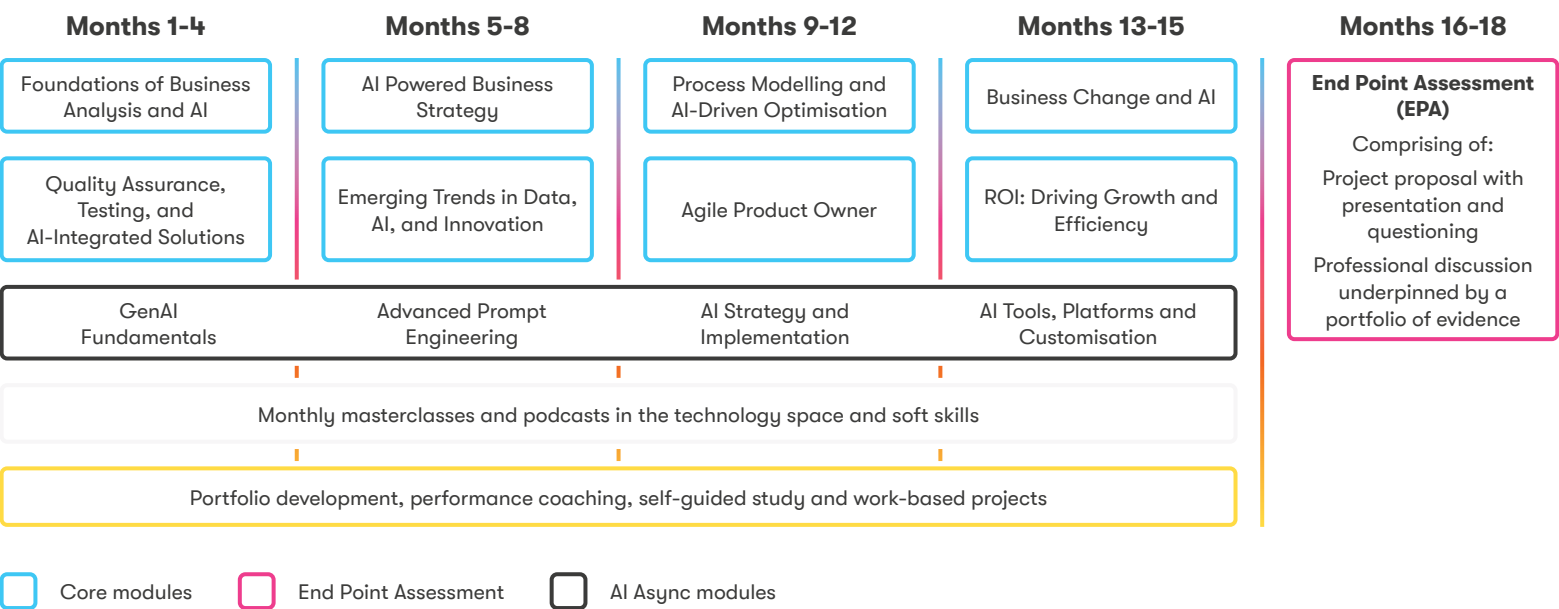 Months 1-4
Months 5-8
Months 9-12
Months 13-15
Months 16-18
Foundations of Business
Analysis and AI
AI Powered Business
Strategy
Process Modelling and
AI-Driven Optimisation
Business Change and AI
End Point Assessment
(EPA)
Comprising of:
Project proposal with
presentation and
questioning
Professional discussion
underpinned by a
portfolio of evidence
Quality Assurance,
Testing, and
AI-Integrated Solutions
Emerging Trends in Data,
AI, and Innovation
Agile Product Owner
ROI: Driving Growth and
Efficiency
GenAI
Fundamentals
Advanced Prompt
Engineering
AI Strategy and
Implementation
AI Tools, Platforms and
Customisation
Monthly masterclasses and podcasts in the technology space and soft skills
Portfolio development, performance coaching, self-guided study and work-based projects
Core modules
End Point Assessment
AI Async modules